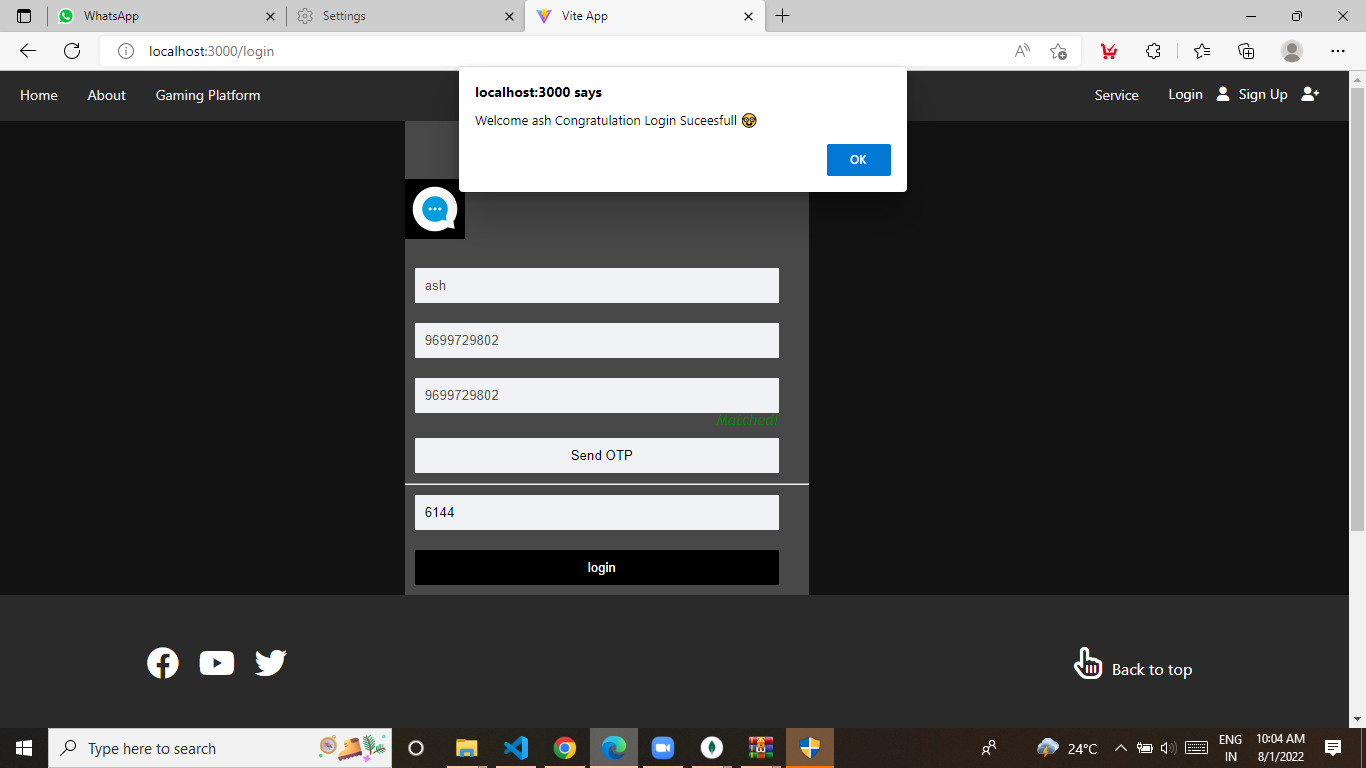 WhatsApp
Settings
Vite App
localhost:3000/login
Home
About
Gaming Platform
Service
Login
Sign Up
localhost:3000 says
Welcome ash Congratulation Login Suceesfull 🤓
OK
ash
9699729802
9699729802
Matched!
Send OTP
6144
login
Back to top
Type here to search
24°C
ENG
IN
10:04 AM
8/1/2022